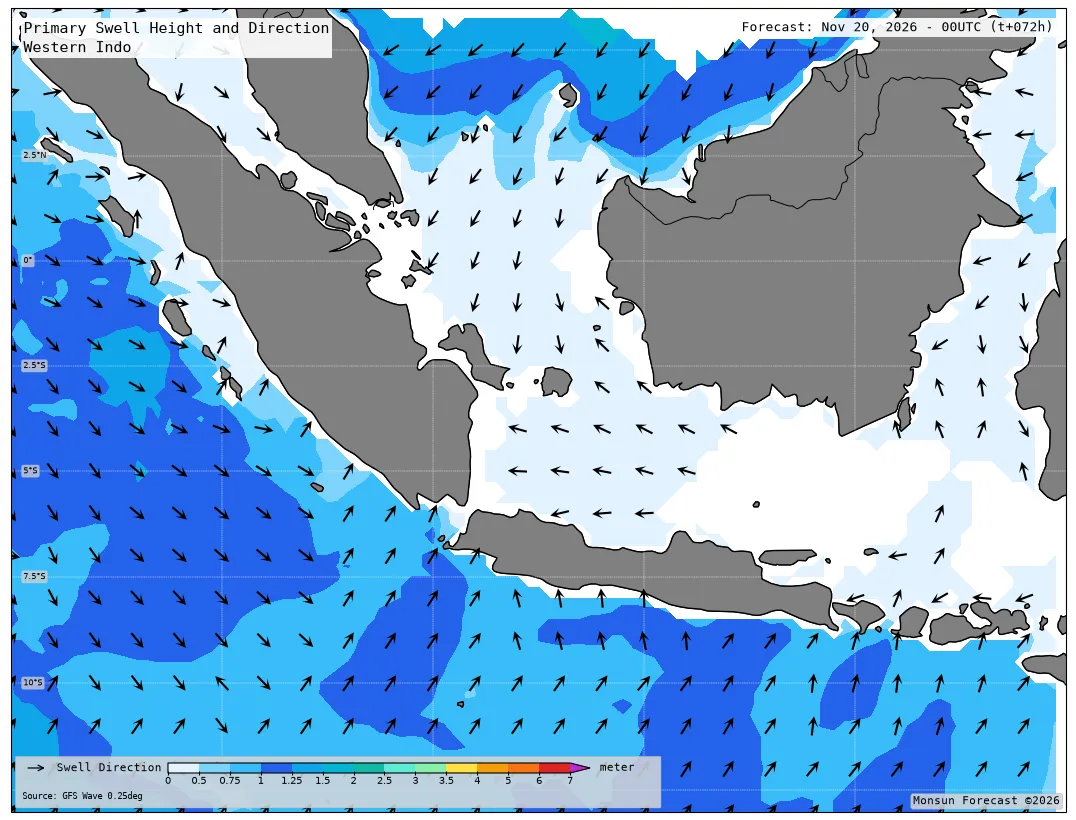 Primary Swell Height and Direction
Western Indo
Forecast: Nov 20, 2026 - 00UTC (t+072h)
2.5°N
0°
2.5°S
5°S
7.5°S
10°S
Swell Direction
0 0.5 0.75 1 1.25 1.5 2 2.5 3 3.5 4 5 6 7
meter
Source: GFS Wave 0.25deg
Monsun Forecast ©2026